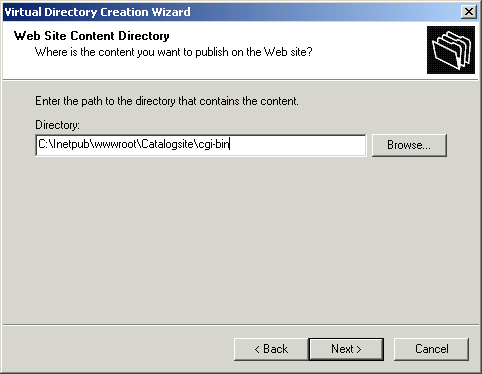 Virtual Directory Creation Wizard
Web Site Content Directory
Where is the content you want to publish on the Web site?
Enter the path to the directory that contains the content.
Directory:
C:\Inetpub\wwwroot\Catalogsite\cgi-bin
Browse...
< Back
Next >
Cancel